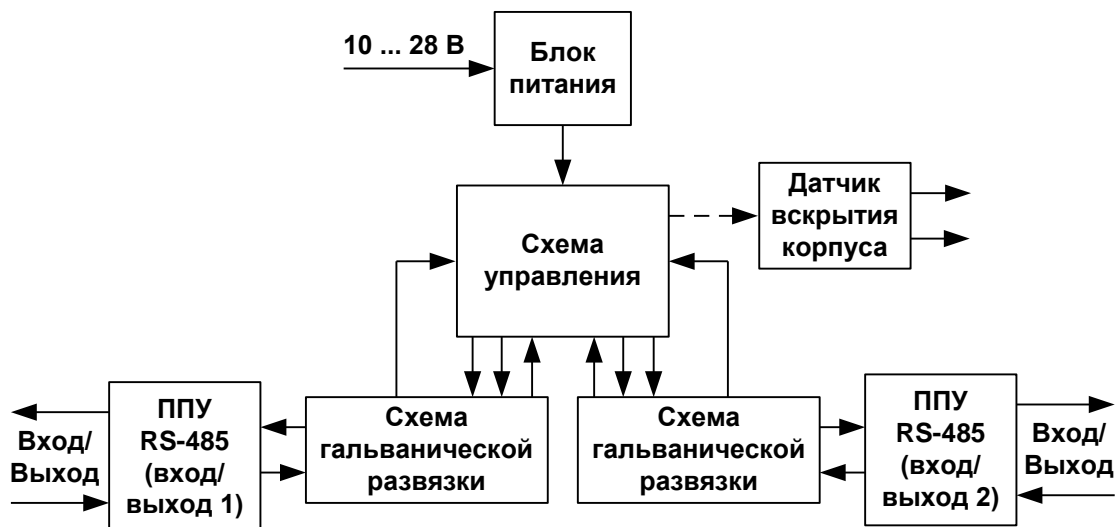 10 ... 28 В
Блок
питания
Датчик
вскрытия
корпуса
Схема
управления
Вход/
Выход
ППУ
RS-485
(вход/
выход 1)
Схема
гальванической
развязки
Схема
гальванической
развязки
ППУ
RS-485
(вход/
выход 2)
Вход/
Выход